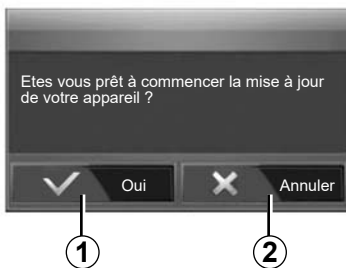 Etes vous prêt à commencer la mise à jour
de votre appareil ?
Oui
Annuler
1
2